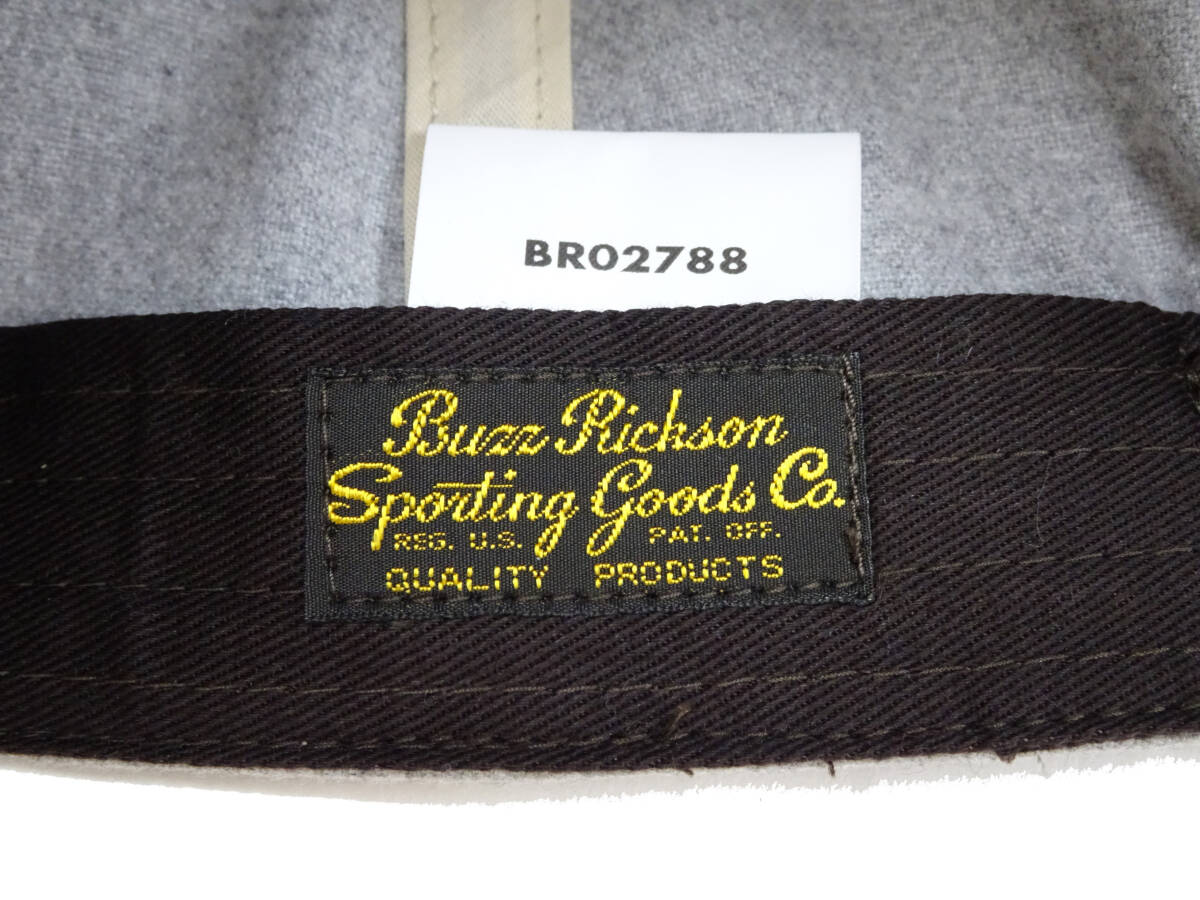 BR02788
Buzz Rickson
Sporting Goods Co.
REG. U.S. PAT. OFF.
QUALITY PRODUCTS